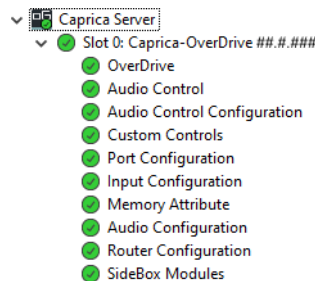 Caprica Server
Slot 0: Caprica-OverDrive ##.#.###
OverDrive
Audio Control
Audio Control Configuration
Custom Controls
Port Configuration
Input Configuration
Memory Attribute
Audio Configuration
Router Configuration
SideBox Modules